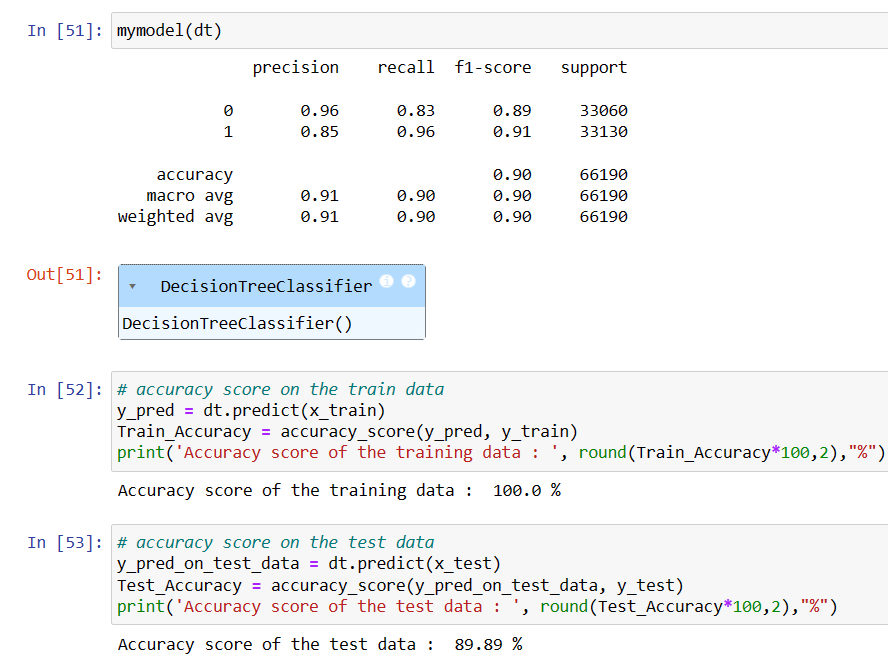 In [51]: mymodel(dt)
precision recall f1-score support
0 0.96 0.83 0.89 33060
1 0.85 0.96 0.91 33130
accuracy 0.90 66190
macro avg 0.91 0.90 0.90 66190
weighted avg 0.91 0.90 0.90 66190
Out[51]: ▾ DecisionTreeClassifier i ?
DecisionTreeClassifier()
In [52]: # accuracy score on the train data
y_pred = dt.predict(x_train)
Train_Accuracy = accuracy_score(y_pred, y_train)
print('Accuracy score of the training data : ', round(Train_Accuracy*100,2),"%")
Accuracy score of the training data :  100.0 %
In [53]: # accuracy score on the test data
y_pred_on_test_data = dt.predict(x_test)
Test_Accuracy = accuracy_score(y_pred_on_test_data, y_test)
print('Accuracy score of the test data : ', round(Test_Accuracy*100,2),"%")
Accuracy score of the test data :  89.89 %